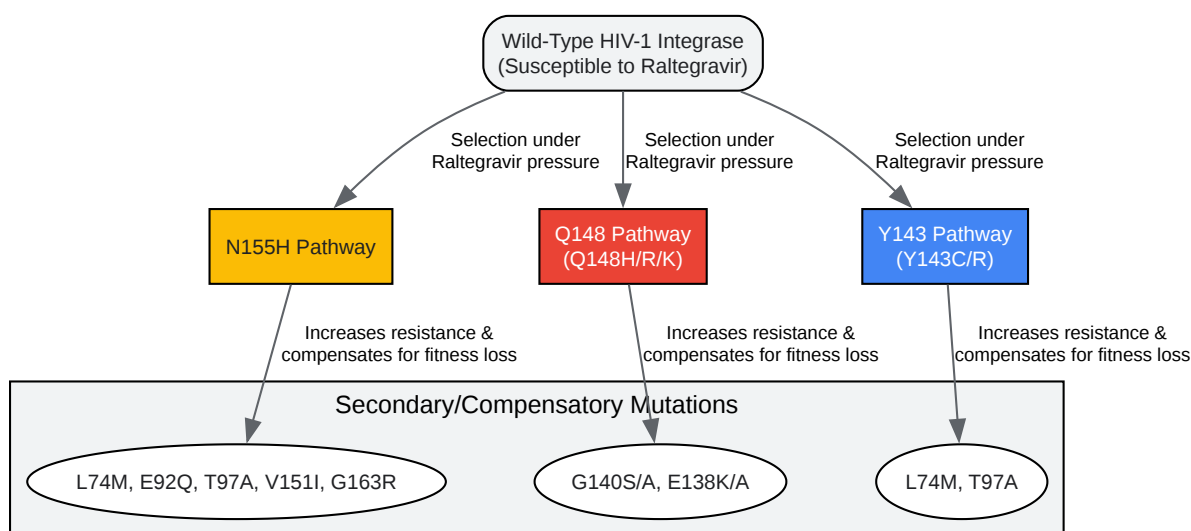 Wild-Type HIV-1 Integrase
(Susceptible to Raltegravir)
Selection under
Raltegravir pressure
Selection under
Raltegravir pressure
Selection under
Raltegravir pressure
N155H Pathway
Q148 Pathway
(Q148H/R/K)
Y143 Pathway
(Y143C/R)
Increases resistance &
compensates for fitness loss
Increases resistance &
compensates for fitness loss
Increases resistance &
compensates for fitness loss
Secondary/Compensatory Mutations
L74M, E92Q, T97A, V151I, G163R
G140S/A, E138K/A
L74M, T97A